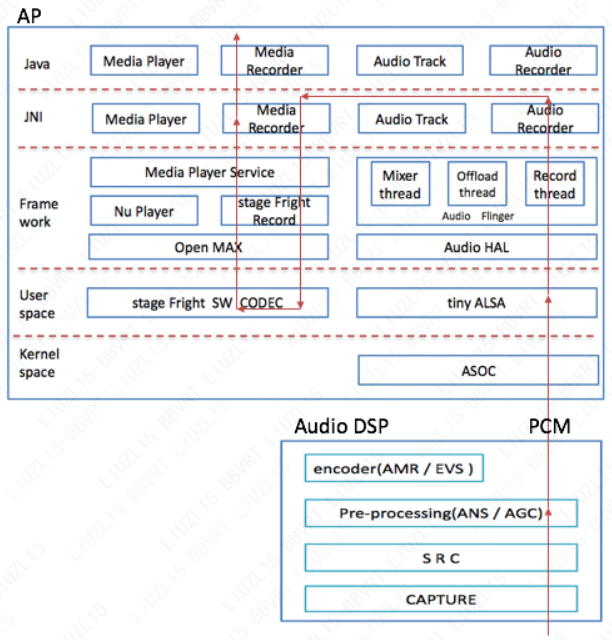 AP
Java
Media Player
Media
Recorder
Audio Track
Audio
Recorder
JNI
Media Player
Media
Recorder
Audio Track
Audio
Recorder
Frame
work
Media Player Service
Nu Player
stage Fright
Record
Open MAX
Mixer
thread
Offload
thread
Record
thread
Audio Flinger
Audio HAL
User
space
stage Fright SW CODEC
tiny ALSA
Kernel
space
ASOC
Audio DSP
PCM
encoder(AMR / EVS )
Pre-processing(ANS / AGC)
S R C
CAPTURE
LIUZL15-BBVRT